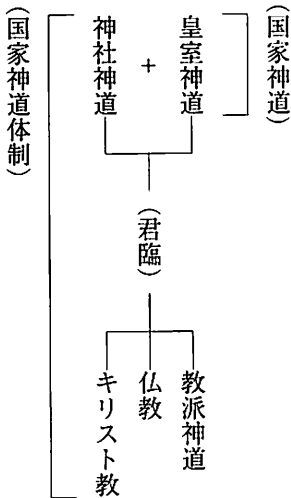 （国家神道）
皇室神道
+
神社神道
（君臨）
教派神道
仏教
キリスト教
（国家神道体制）